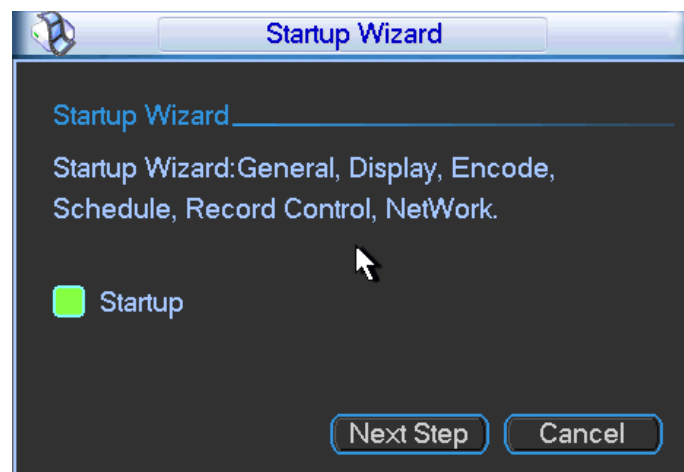 Startup Wizard
Startup Wizard
Startup Wizard:General, Display, Encode,
Schedule, Record Control, NetWork.
Startup
Next Step Cancel